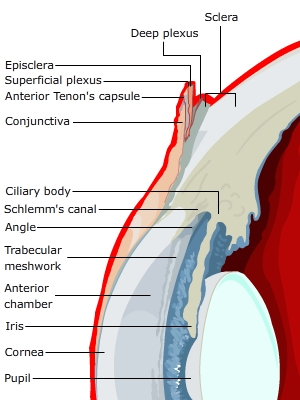 Sclera
Deep plexus
Episclera
Superficial plexus
Anterior Tenon's capsule
Conjunctiva
Ciliary body
Schlemm's canal
Angle
Trabecular
meshwork
Anterior
chamber
Iris
Cornea
Pupil